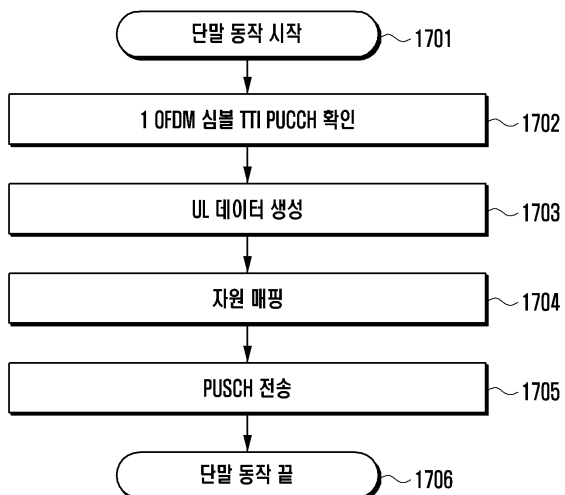 단말 동작 시작
1701
1 OFDM 심볼 TTI PUCCH 확인
1702
UL 데이터 생성
1703
자원 매핑
1704
PUSCH 전송
1705
단말 동작 끝
1706